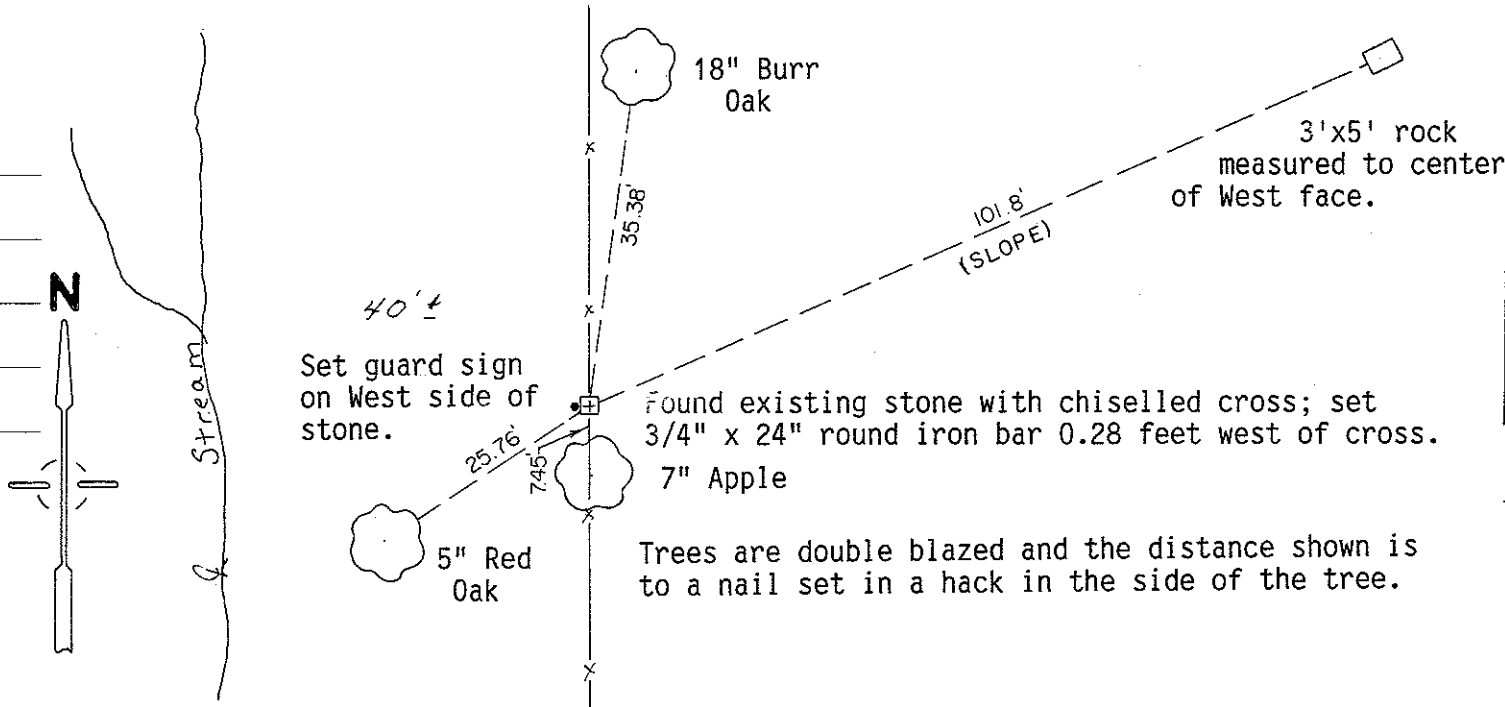 18" Burr
Oak
3'x5' rock
measured to center
of West face.
35.38'
101.8'
(SLOPE)
N
40'±
Stream
Set guard sign
on West side of
stone.
Found existing stone with chiselled cross; set
3/4" x 24" round iron bar 0.28 feet west of cross.
25.76'
7.45'
7" Apple
5" Red
Oak
Trees are double blazed and the distance shown is
to a nail set in a hack in the side of the tree.